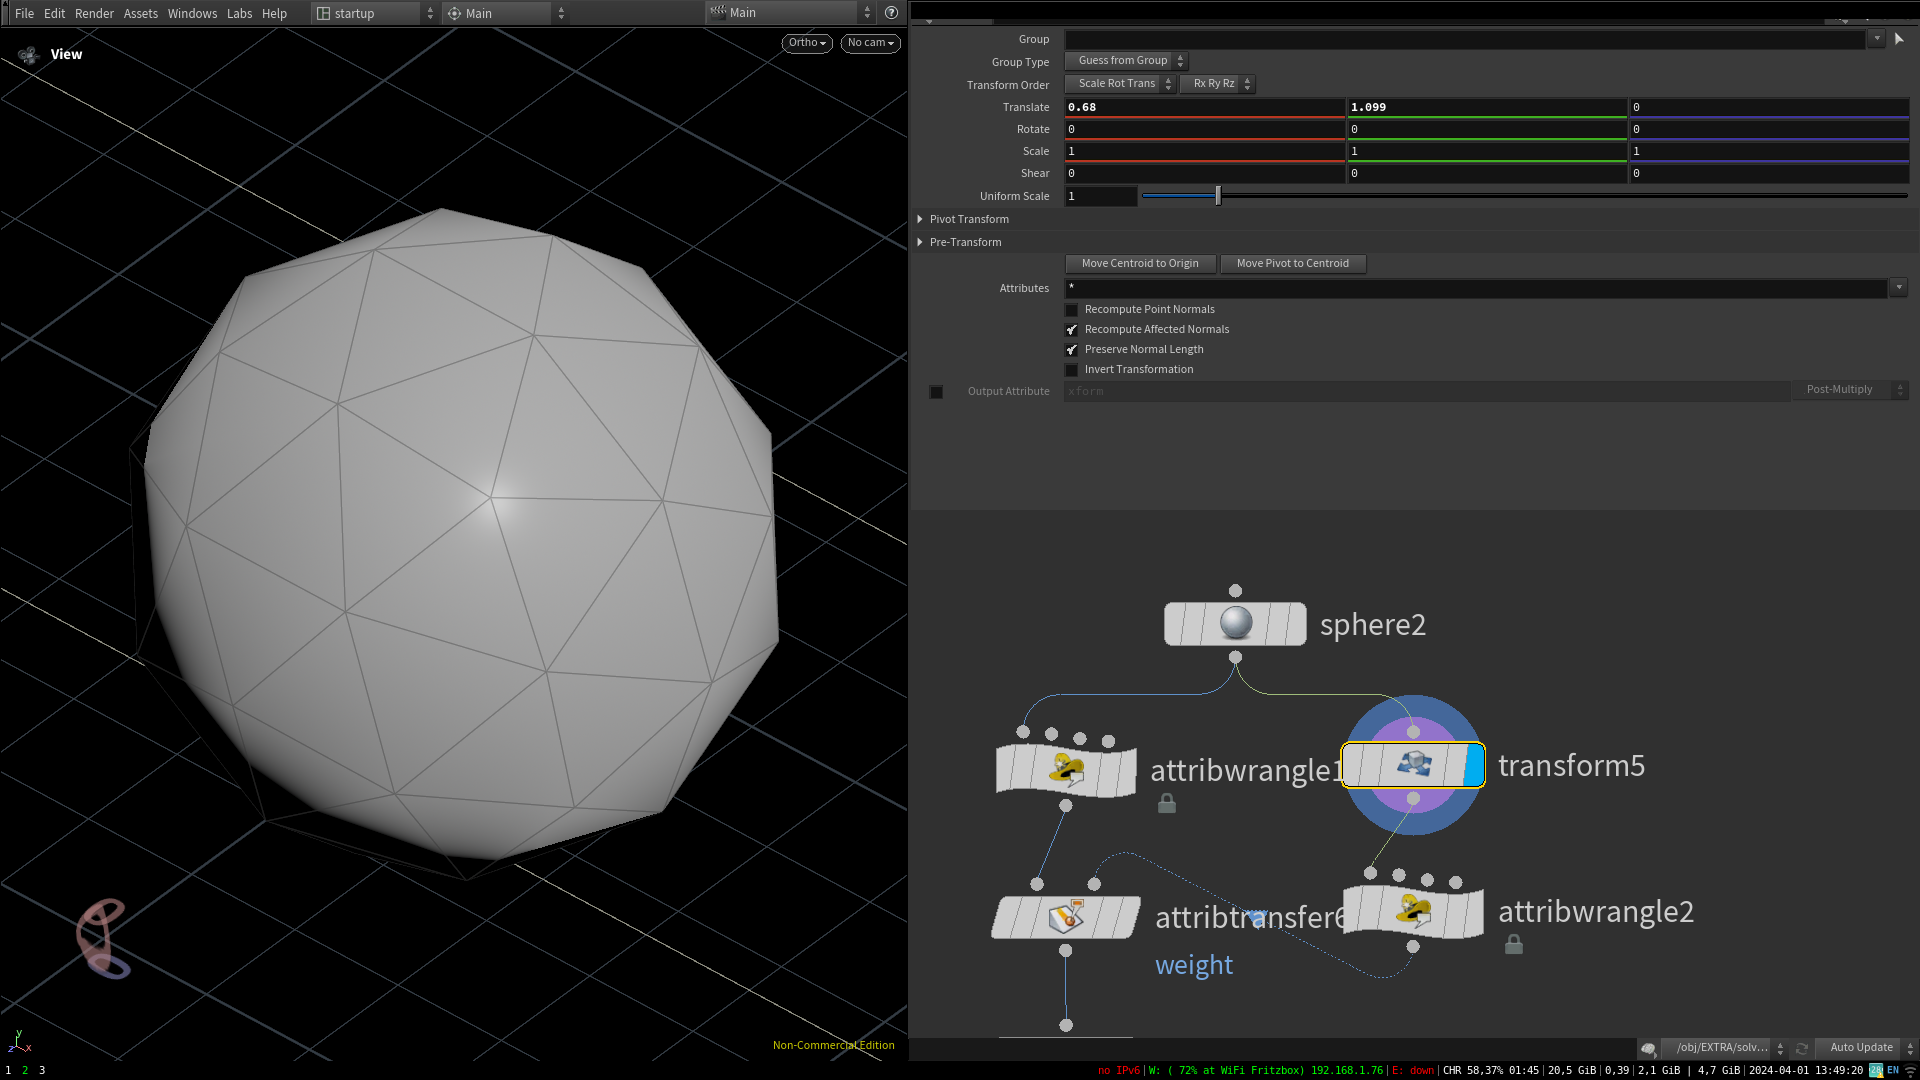 File Edit Render Assets Windows Labs Help startup Main Main
View
Ortho No cam
Group
Group Type Guess from Group
Transform Order Scale Rot Trans Rx Ry Rz
Translate 0.68 1.099 0
Rotate 0 0 0
Scale 1 1 1
Shear 0 0 0
Uniform Scale 1
Pivot Transform
Pre-Transform
Move Centroid to Origin Move Pivot to Centroid
Attributes *
Recompute Point Normals
Recompute Affected Normals
Preserve Normal Length
Invert Transformation
Output Attribute xform Post-Multiply
sphere2
attribwrangle1
transform5
attribtransfer6
attribwrangle2
weight
y
z x
Non-Commercial Edition
/obj/EXTRA/solv... Auto Update
1 2 3
no IPv6 | W: ( 72% at WiFi Fritzbox) 192.168.1.76 | E: down | CHR 58,37% 01:45 | 20,5 GiB | 0,39 | 2,1 GiB | 4,7 GiB | 2024-04-01 13:49:20 EN